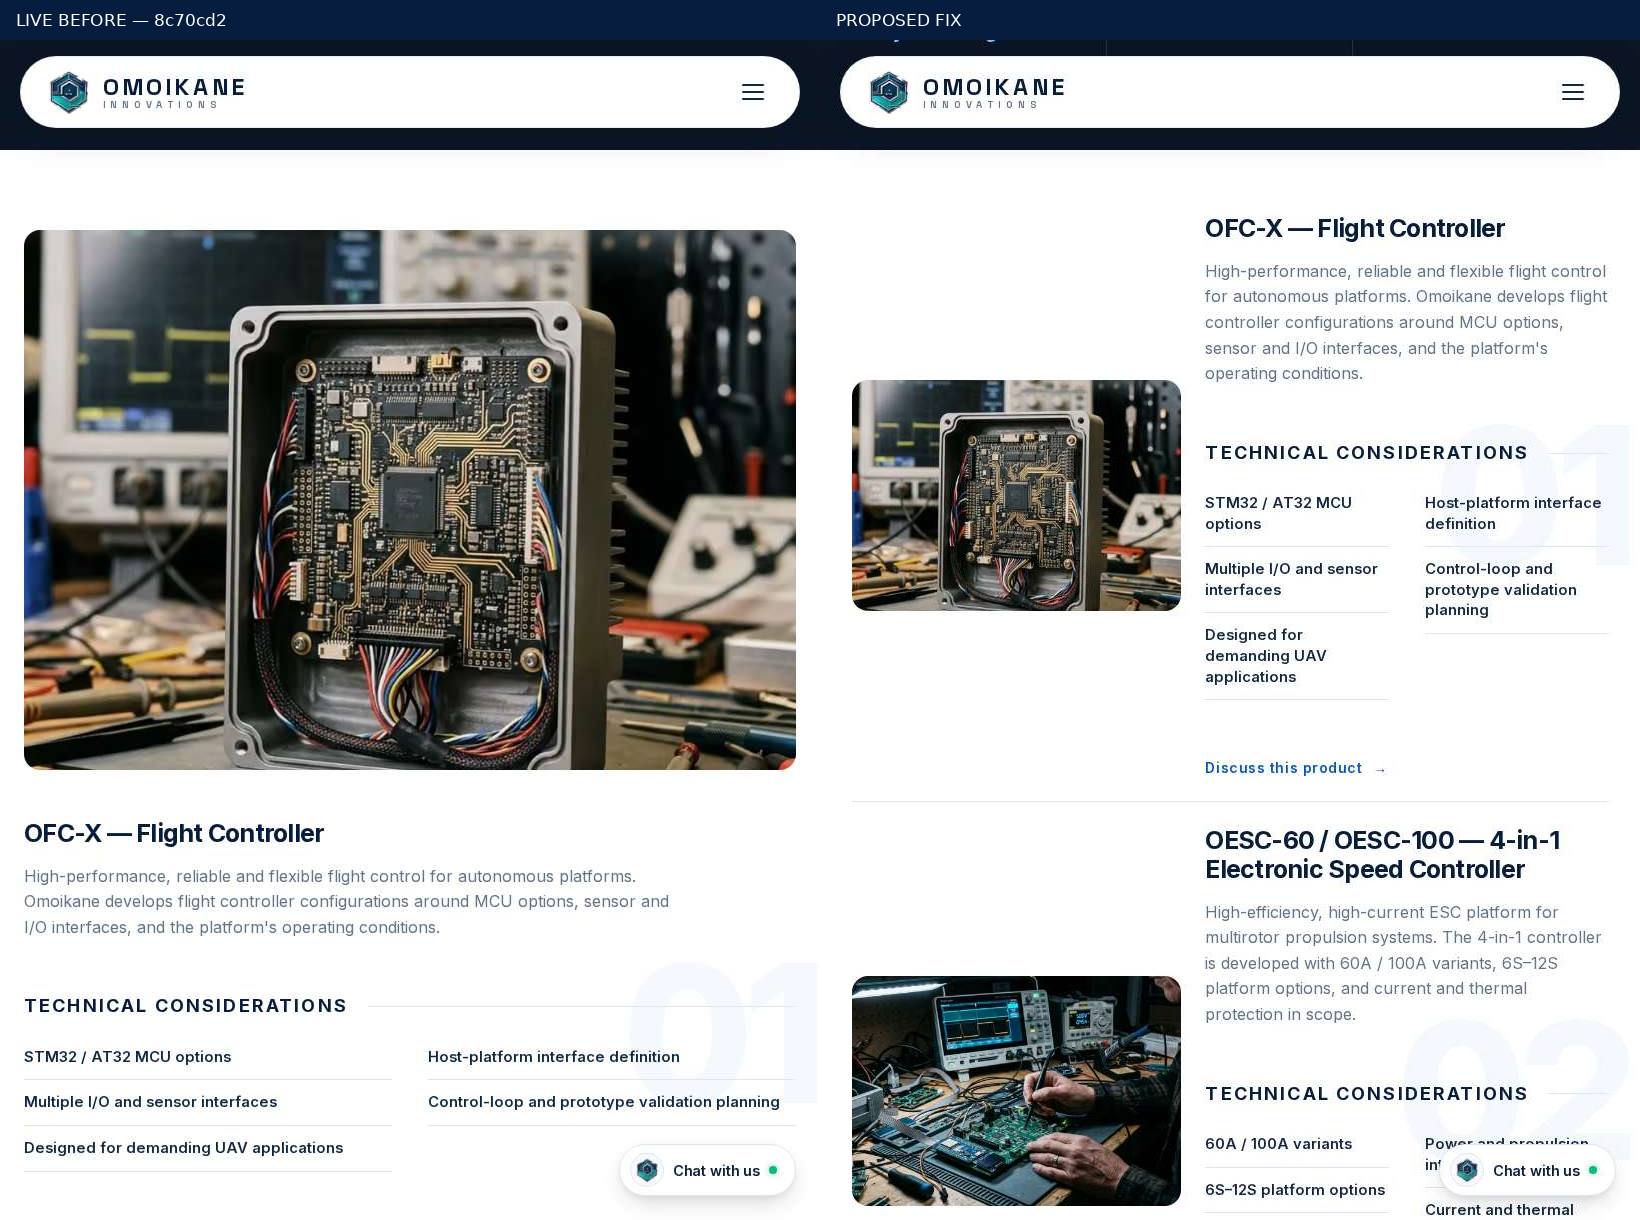 LIVE BEFORE — 8c70cd2
OMOIKANE
INNOVATIONS
OFC-X — Flight Controller
High-performance, reliable and flexible flight control for autonomous platforms.
Omoikane develops flight controller configurations around MCU options, sensor and
I/O interfaces, and the platform's operating conditions.
01
TECHNICAL CONSIDERATIONS
STM32 / AT32 MCU options
Host-platform interface definition
Multiple I/O and sensor interfaces
Control-loop and prototype validation planning
Designed for demanding UAV applications
Chat with us
PROPOSED FIX
OMOIKANE
INNOVATIONS
OFC-X — Flight Controller
High-performance, reliable and flexible flight control
for autonomous platforms. Omoikane develops flight
controller configurations around MCU options,
sensor and I/O interfaces, and the platform's
operating conditions.
01
TECHNICAL CONSIDERATIONS
STM32 / AT32 MCU
options
Multiple I/O and sensor
interfaces
Designed for
demanding UAV
applications
Host-platform interface
definition
Control-loop and
prototype validation
planning
Discuss this product →
OESC-60 / OESC-100 — 4-in-1
Electronic Speed Controller
High-efficiency, high-current ESC platform for
multirotor propulsion systems. The 4-in-1 controller
is developed with 60A / 100A variants, 6S–12S
platform options, and current and thermal
protection in scope.
02
TECHNICAL CONSIDERATIONS
60A / 100A variants
6S–12S platform options
Power and propulsion
Current and thermal
Chat with us